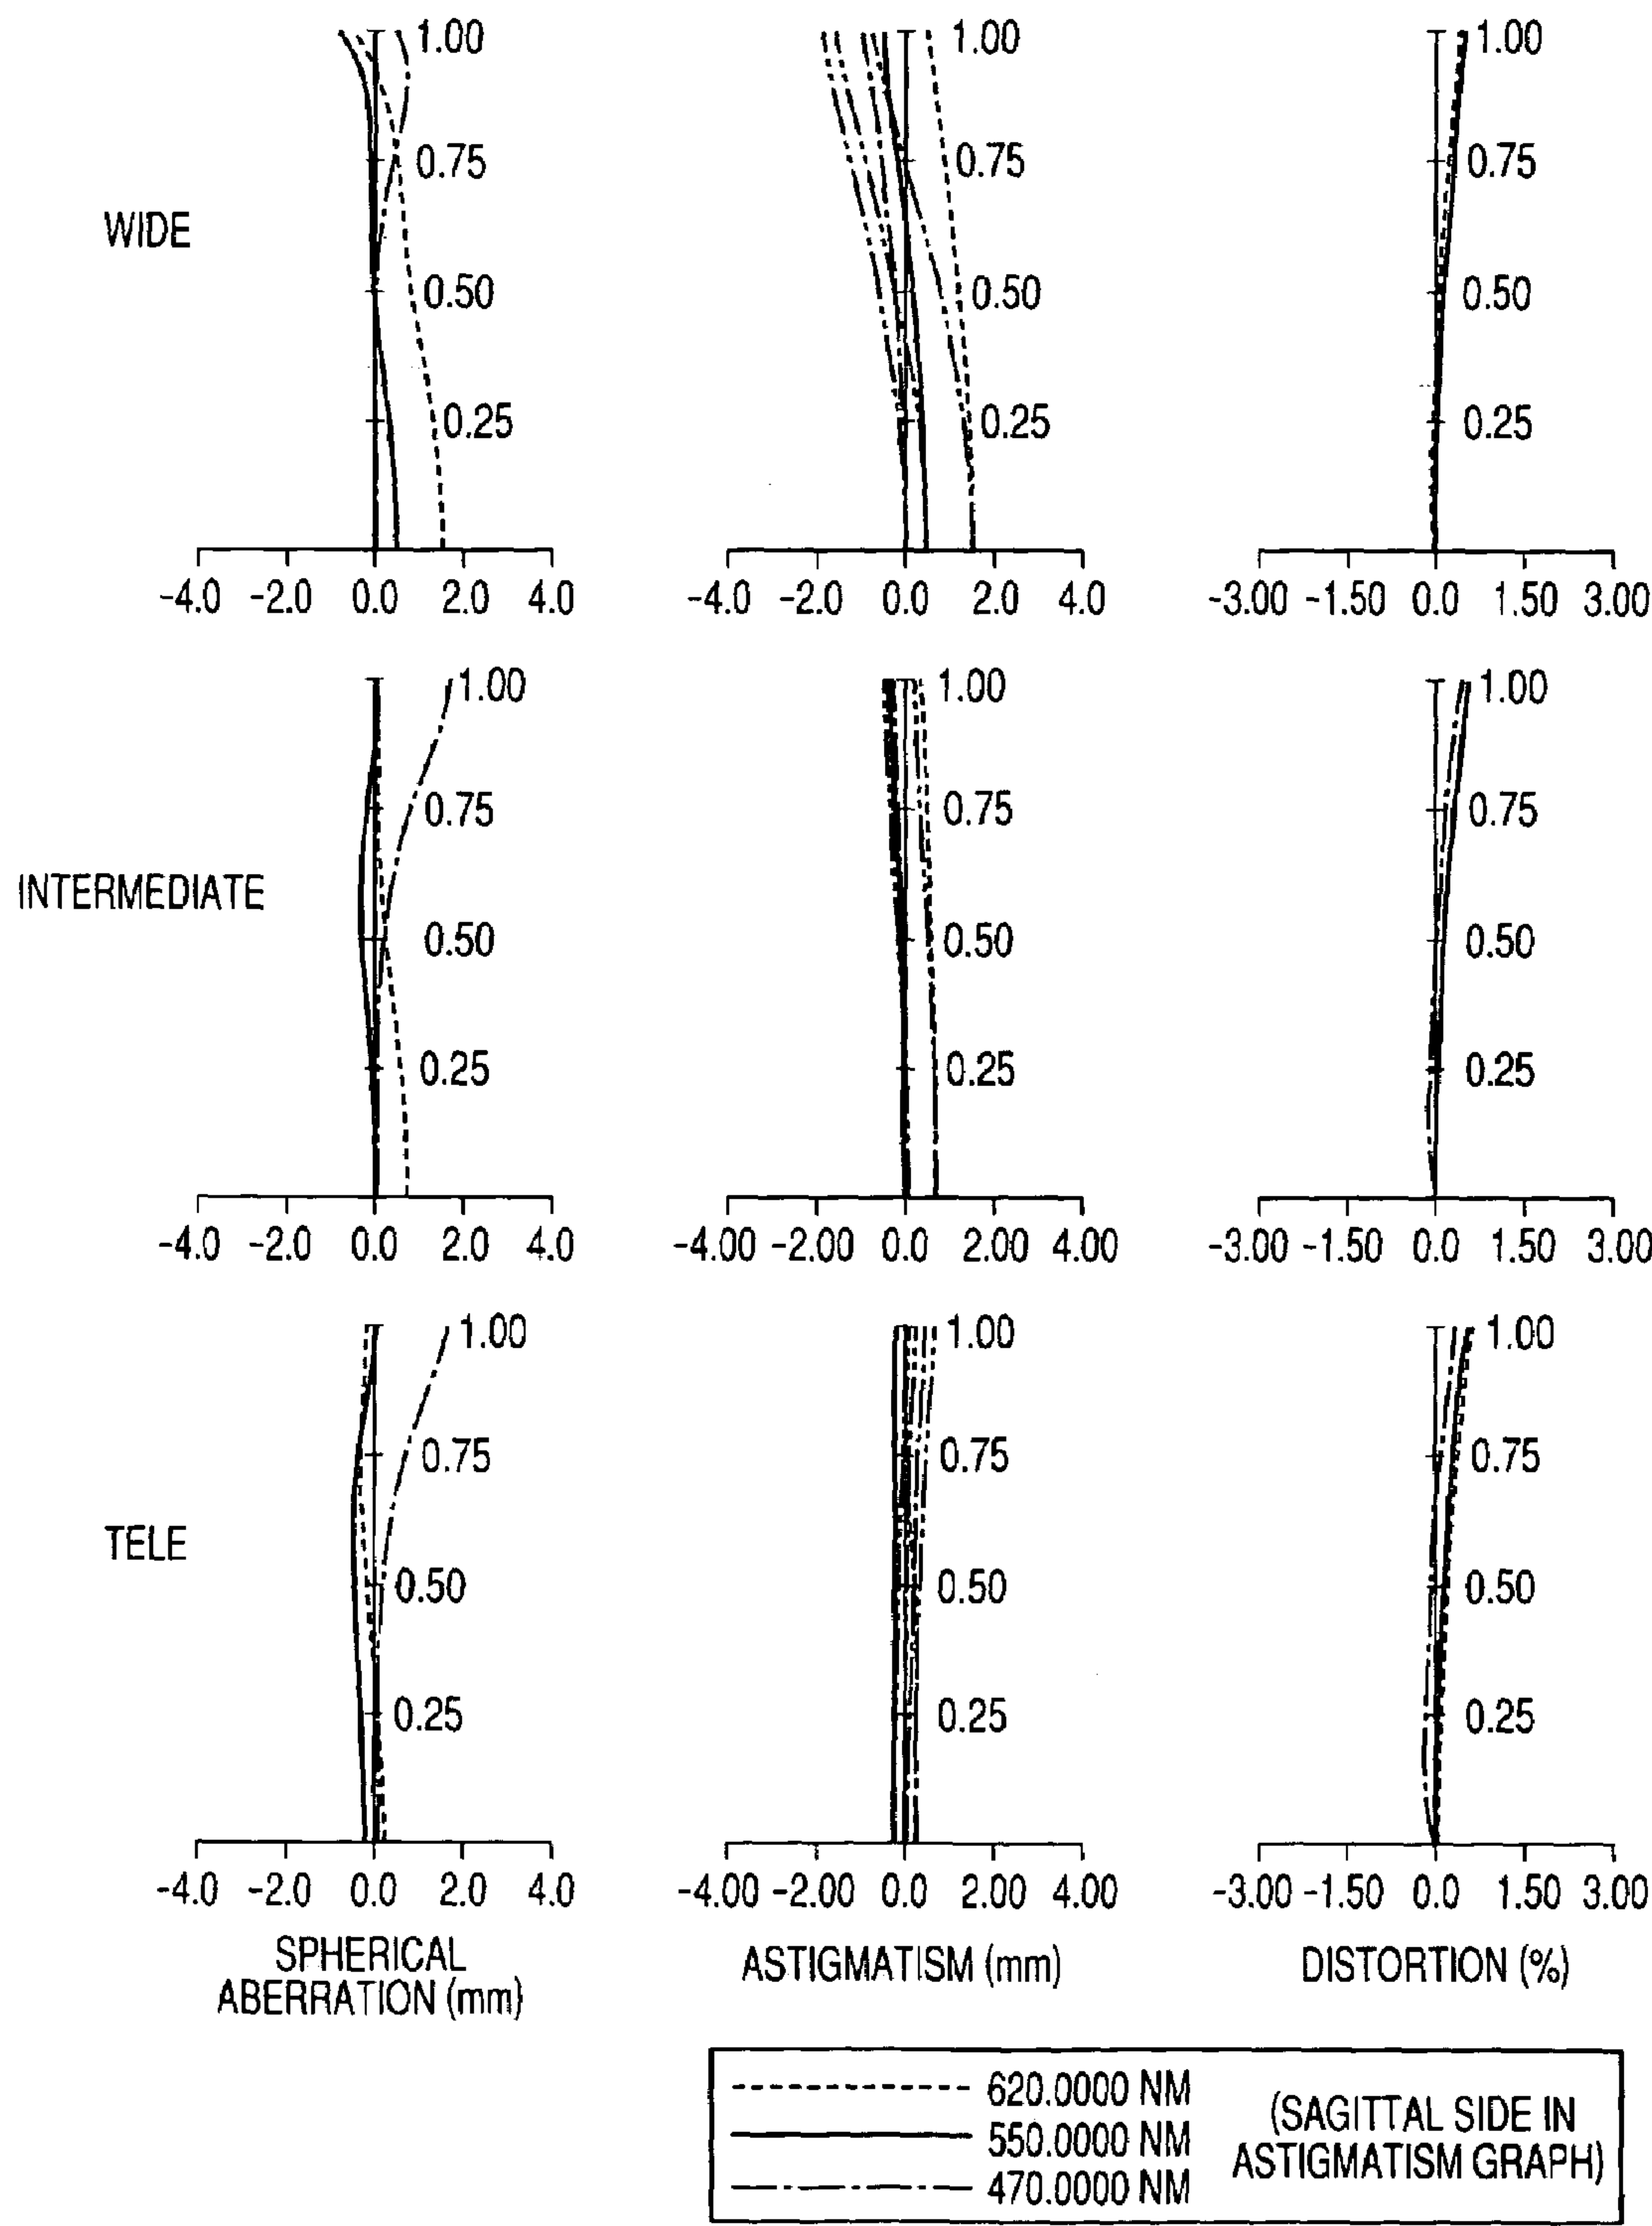 1.00 1.00 1.00
0.75 0.75 0.75
WIDE
0.50 0.50 0.50
0.25 0.25 0.25
-4.0 -2.0 0.0 2.0 4.0 -4.0 -2.0 0.0 2.0 4.0 -3.00 -1.50 0.0 1.50 3.00
1.00 1.00 1.00
0.75 0.75 0.75
INTERMEDIATE
0.50 0.50 0.50
0.25 0.25 0.25
-4.0 -2.0 0.0 2.0 4.0 -4.00 -2.00 0.0 2.00 4.00 -3.00 -1.50 0.0 1.50 3.00
1.00 1.00 1.00
0.75 0.75 0.75
TELE
0.50 0.50 0.50
0.25 0.25 0.25
-4.0 -2.0 0.0 2.0 4.0 -4.00 -2.00 0.0 2.00 4.00 -3.00 -1.50 0.0 1.50 3.00
SPHERICAL
ABERRATION (mm)
ASTIGMATISM (mm)
DISTORTION (%)
620.0000 NM
550.0000 NM
470.0000 NM
(SAGITTAL SIDE IN
ASTIGMATISM GRAPH)